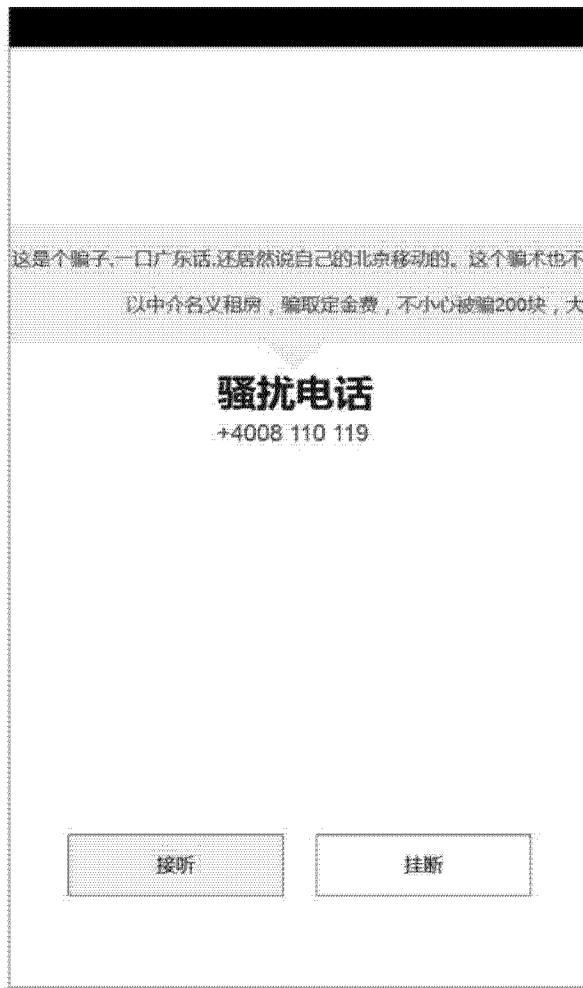 这是个骗子,一口广东话,还居然说自己的北京移动的。这个骗术也不
以中介名义租房，骗取定金费，不小心被骗200块，大
骚扰电话
+4008 110 119
接听
挂断